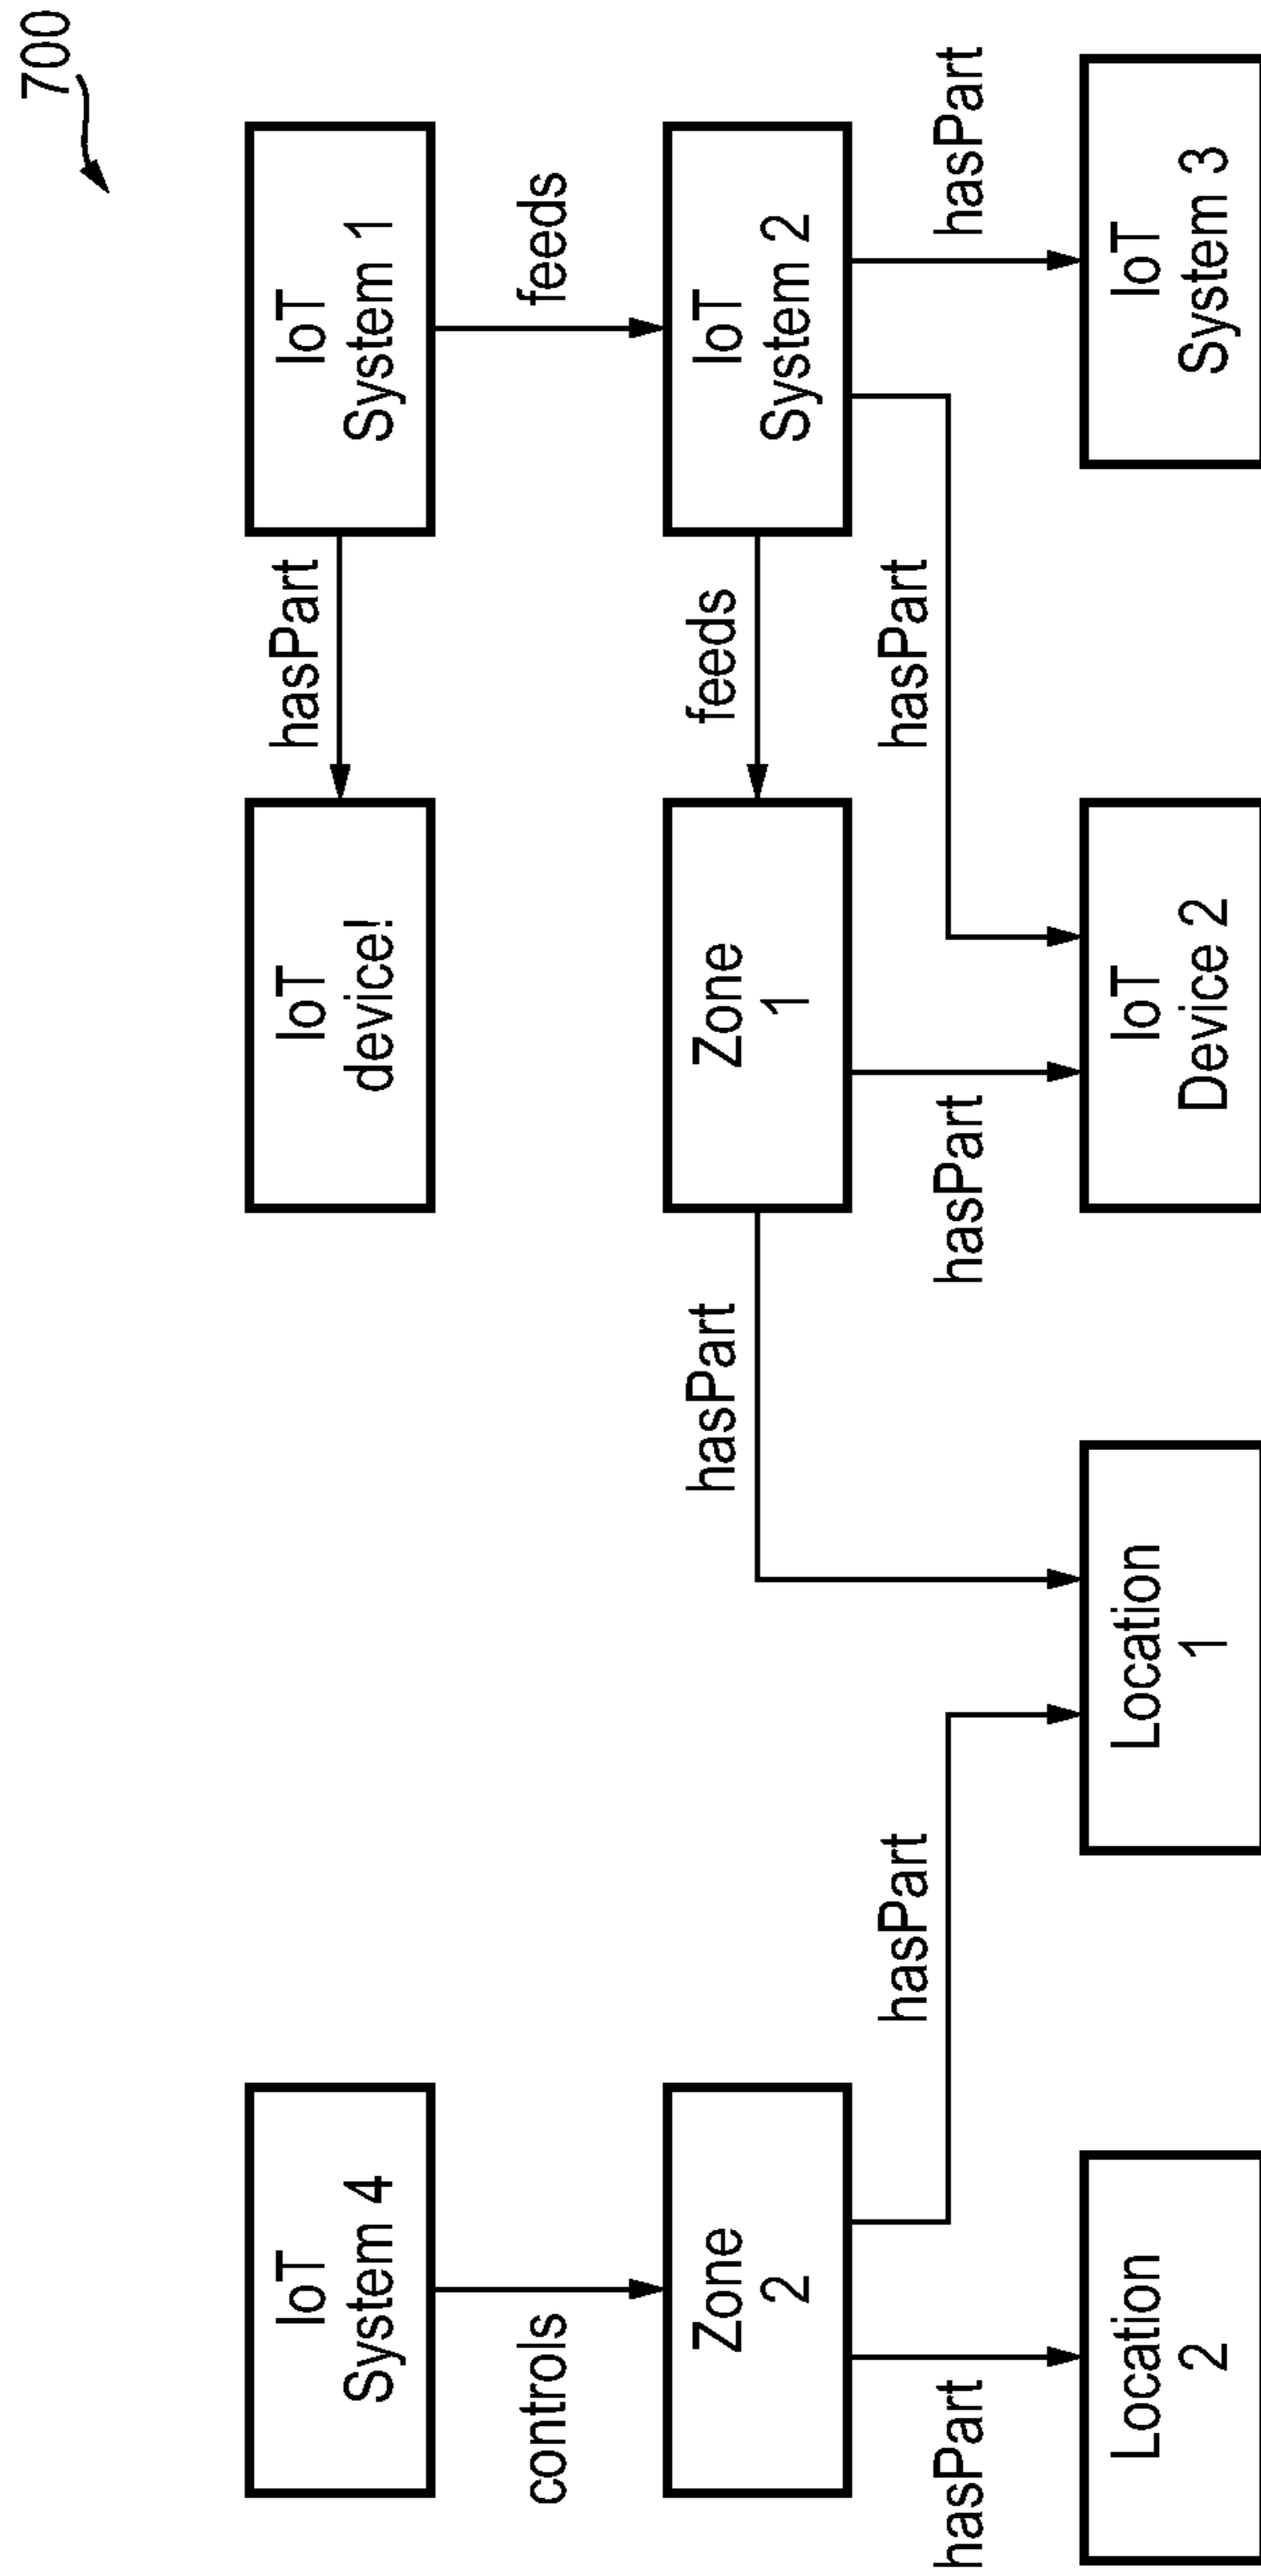 700
IoT
System 4
IoT
device!
hasPart
IoT
System 1
controls
feeds
Zone
2
hasPart
Zone
1
feeds
IoT
System 2
hasPart
hasPart
hasPart
hasPart
hasPart
Location
2
Location
1
IoT
Device 2
IoT
System 3